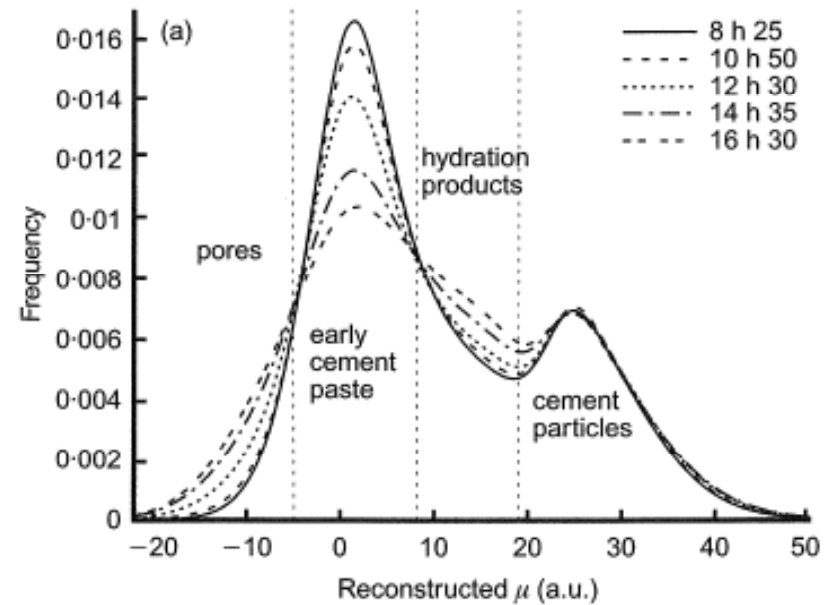 (a)
8 h 25
10 h 50
12 h 30
14 h 35
16 h 30
0·016
0·014
0·012
0·01
0·008
0·006
0·004
0·002
0
Frequency
pores
early
cement
paste
hydration
products
cement
particles
−20 −10 0 10 20 30 40 50
Reconstructed μ (a.u.)